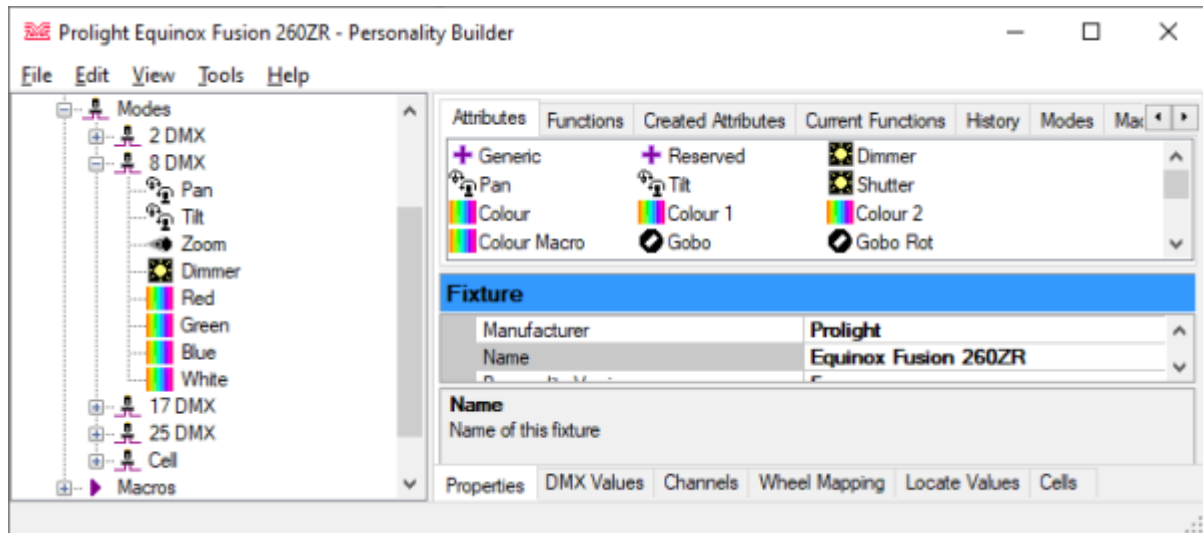 Prolight Equinox Fusion 260ZR - Personality Builder
File Edit View Tools Help
Modes
2 DMX
8 DMX
Pan
Tilt
Zoom
Dimmer
Red
Green
Blue
White
17 DMX
25 DMX
Cell
Macros
Attributes Functions Created Attributes Current Functions History Modes
Generic Reserved Dimmer
Pan Tilt Shutter
Colour Colour 1 Colour 2
Colour Macro Gobo Gobo Rot
Fixture
Manufacturer Prolight
Name Equinox Fusion 260ZR
Name
Name of this fixture
Properties DMX Values Channels Wheel Mapping Locate Values Cells